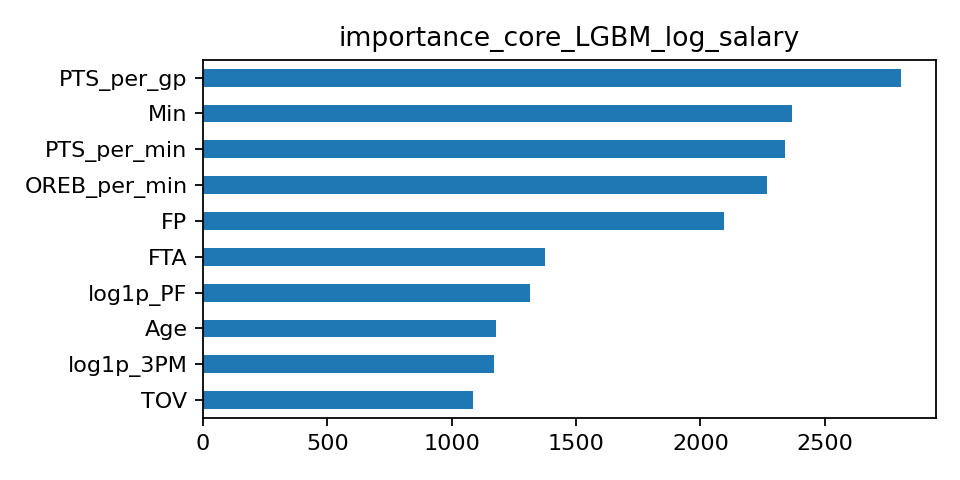 importance_core_LGBM_log_salary
PTS_per_gp
Min
PTS_per_min
OREB_per_min
FP
FTA
log1p_PF
Age
log1p_3PM
TOV
0 500 1000 1500 2000 2500